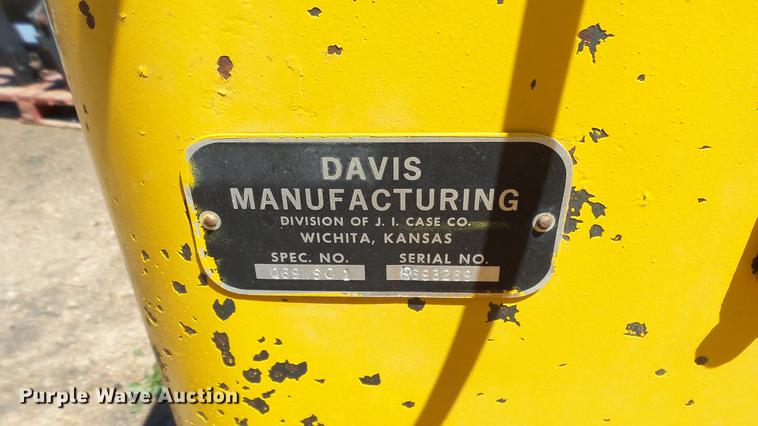 DAVIS
MANUFACTURING
DIVISION OF J. I. CASE CO.
WICHITA, KANSAS
SPEC. NO. SERIAL NO.
Purple Wave Auction